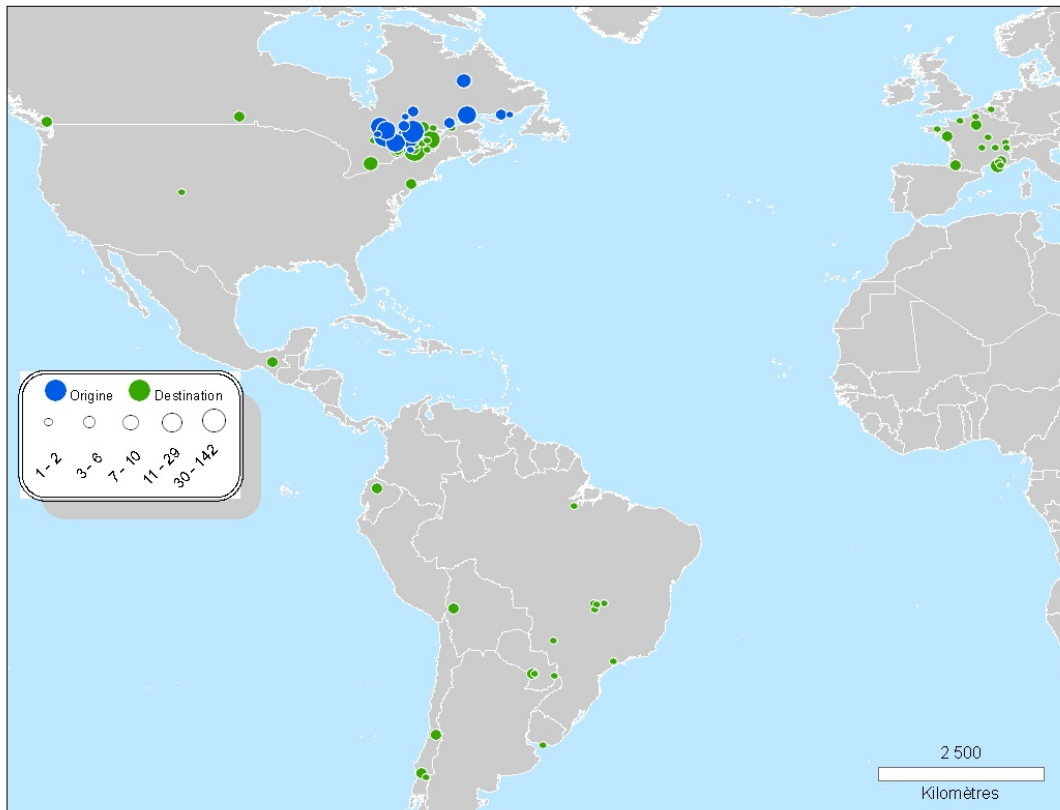 Origine Destination
1 - 2 3 - 6 7 - 10 11 - 29 30 - 142
2 500
Kilomètres